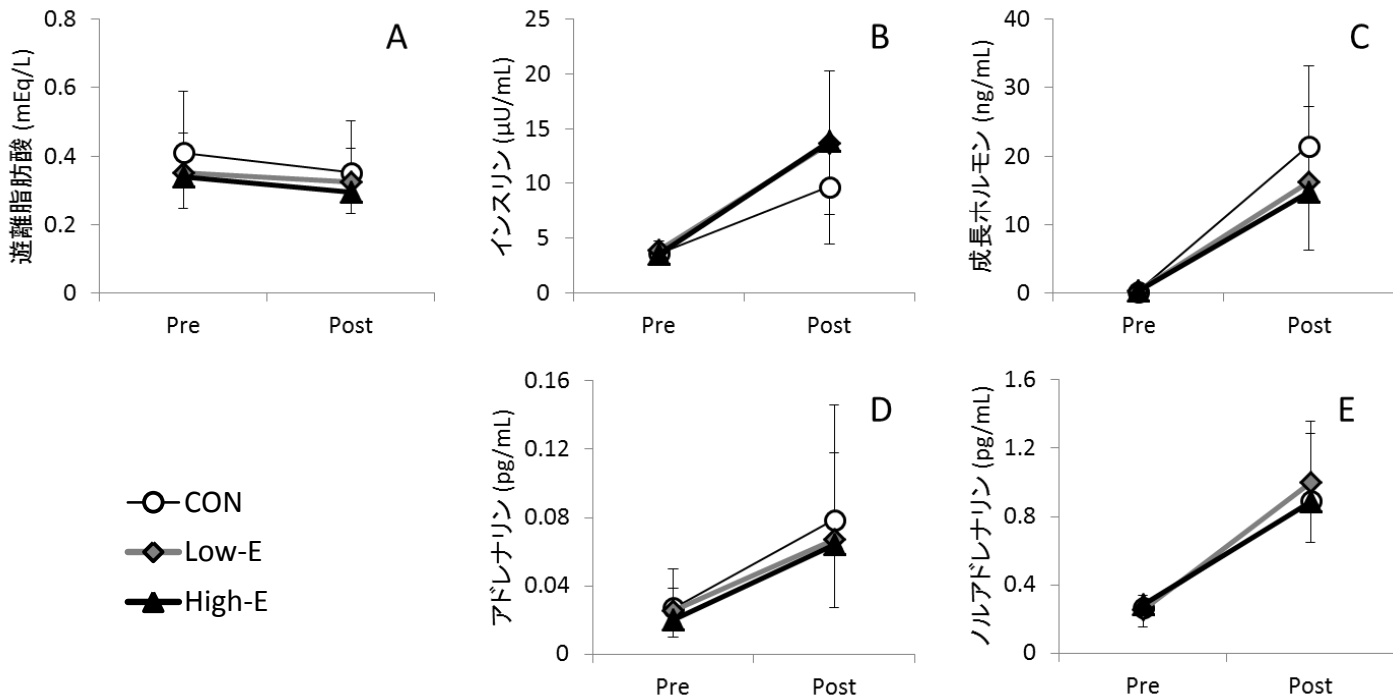 A
遊離脂肪酸 (mEq/L)
0.8
0.6
0.4
0.2
0
Pre Post
B
インスリン (μU/mL)
25
20
15
10
5
0
Pre Post
C
成長ホルモン (ng/mL)
40
30
20
10
0
Pre Post
CON
Low-E
High-E
D
アドレナリン (pg/mL)
0.16
0.12
0.08
0.04
0
Pre Post
E
ノルアドレナリン (pg/mL)
1.6
1.2
0.8
0.4
0
Pre Post